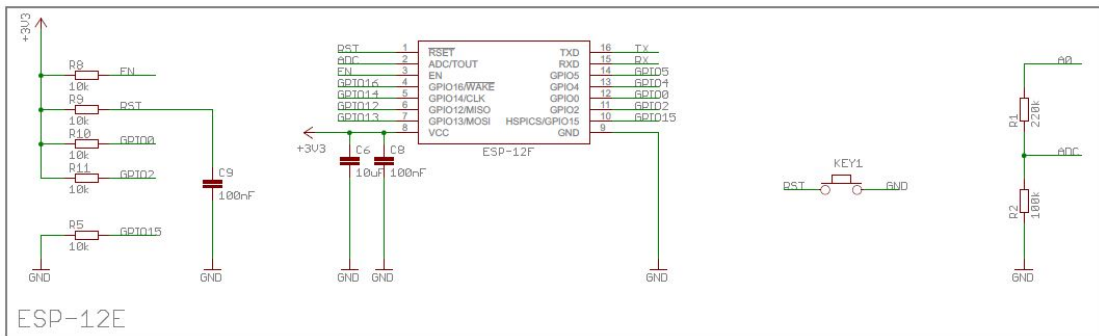 +3V3
R8
10k
EN
R9
10k
RST
R10
10k
GPIO0
R11
10k
GPIO2
C9
100nF
R5
10k
GPIO15
GND
GND
RST 1 RSET TXD 16 TX
ADC 2 ADC/TOUT RXD 15 RX
EN 3 EN GPIO5 14 GPIO5
GPIO16 4 GPIO16/WAKE GPIO4 13 GPIO4
GPIO14 5 GPIO14/CLK GPIO0 12 GPIO0
GPIO12 6 GPIO12/MISO GPIO2 11 GPIO2
GPIO13 7 GPIO13/MOSI HSPICS/GPIO15 10 GPIO15
8 VCC GND 9
+3V3
ESP-12F
C6
10uF
C8
100nF
GND
GND
GND
KEY1
RST
GND
A0
R1
220k
ADC
R2
100k
GND
ESP-12E